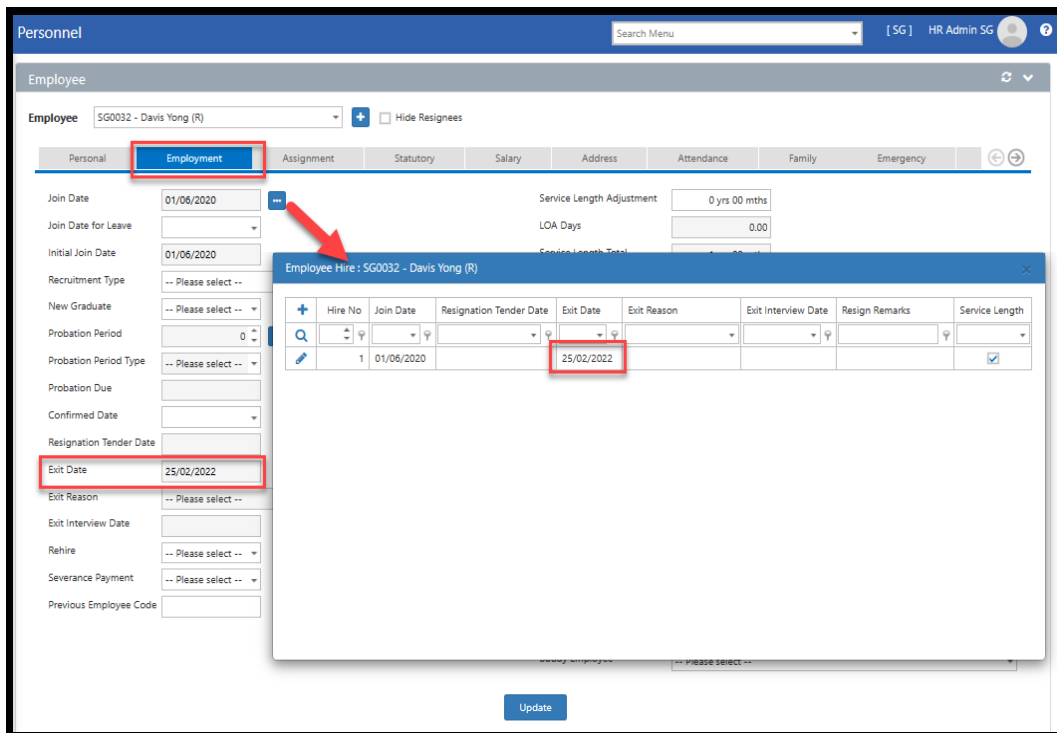 Personnel
Search Menu
[ SG ] HR Admin SG
?
Employee
Employee SG0032 - Davis Yong (R) + Hide Resignees
Personal Employment Assignment Statutory Salary Address Attendance Family Emergency
Join Date 01/06/2020 ... Service Length Adjustment 0 yrs 00 mths
Join Date for Leave LOA Days 0.00
Initial Join Date 01/06/2020 Service Length Total
Recruitment Type -- Please select --
New Graduate -- Please select --
Probation Period 0
Probation Period Type -- Please select --
Probation Due
Confirmed Date
Resignation Tender Date
Exit Date 25/02/2022
Exit Reason -- Please select --
Exit Interview Date
Rehire -- Please select --
Severance Payment -- Please select --
Previous Employee Code
Employee Hire : SG0032 - Davis Yong (R) ×
+ Hire No Join Date Resignation Tender Date Exit Date Exit Reason Exit Interview Date Resign Remarks Service Length
1 01/06/2020 25/02/2022
Buddy Employee -- Please select --
Update